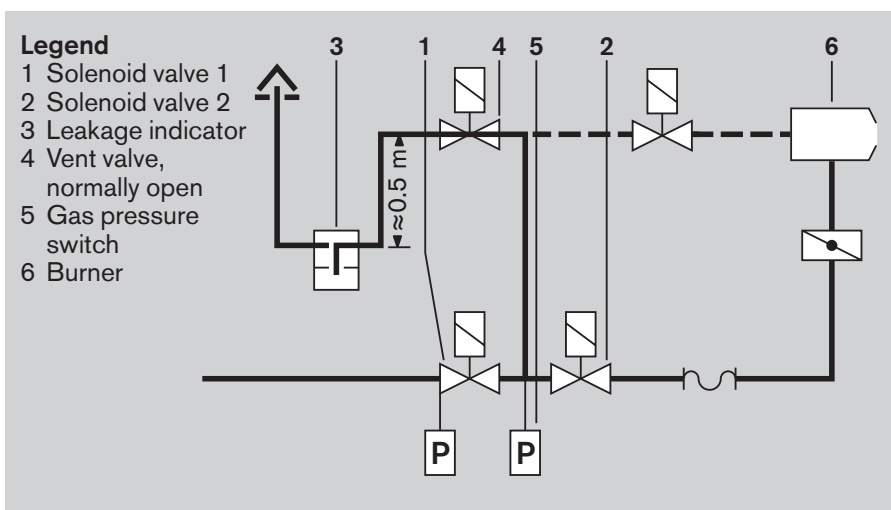 Legend
1 Solenoid valve 1
2 Solenoid valve 2
3 Leakage indicator
4 Vent valve,
normally open
5 Gas pressure
switch
6 Burner
3 1 4 5 2 6
≈0.5 m
P P